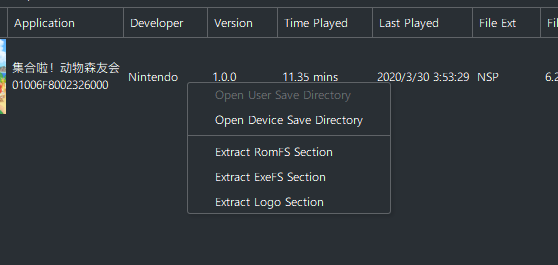 Application Developer Version Time Played Last Played File Ext Fil
集合啦！动物森友会
01006F8002326000 Nintendo 1.0.0 11.35 mins 2020/3/30 3:53:29 NSP 6.2
Open User Save Directory
Open Device Save Directory
Extract RomFS Section
Extract ExeFS Section
Extract Logo Section